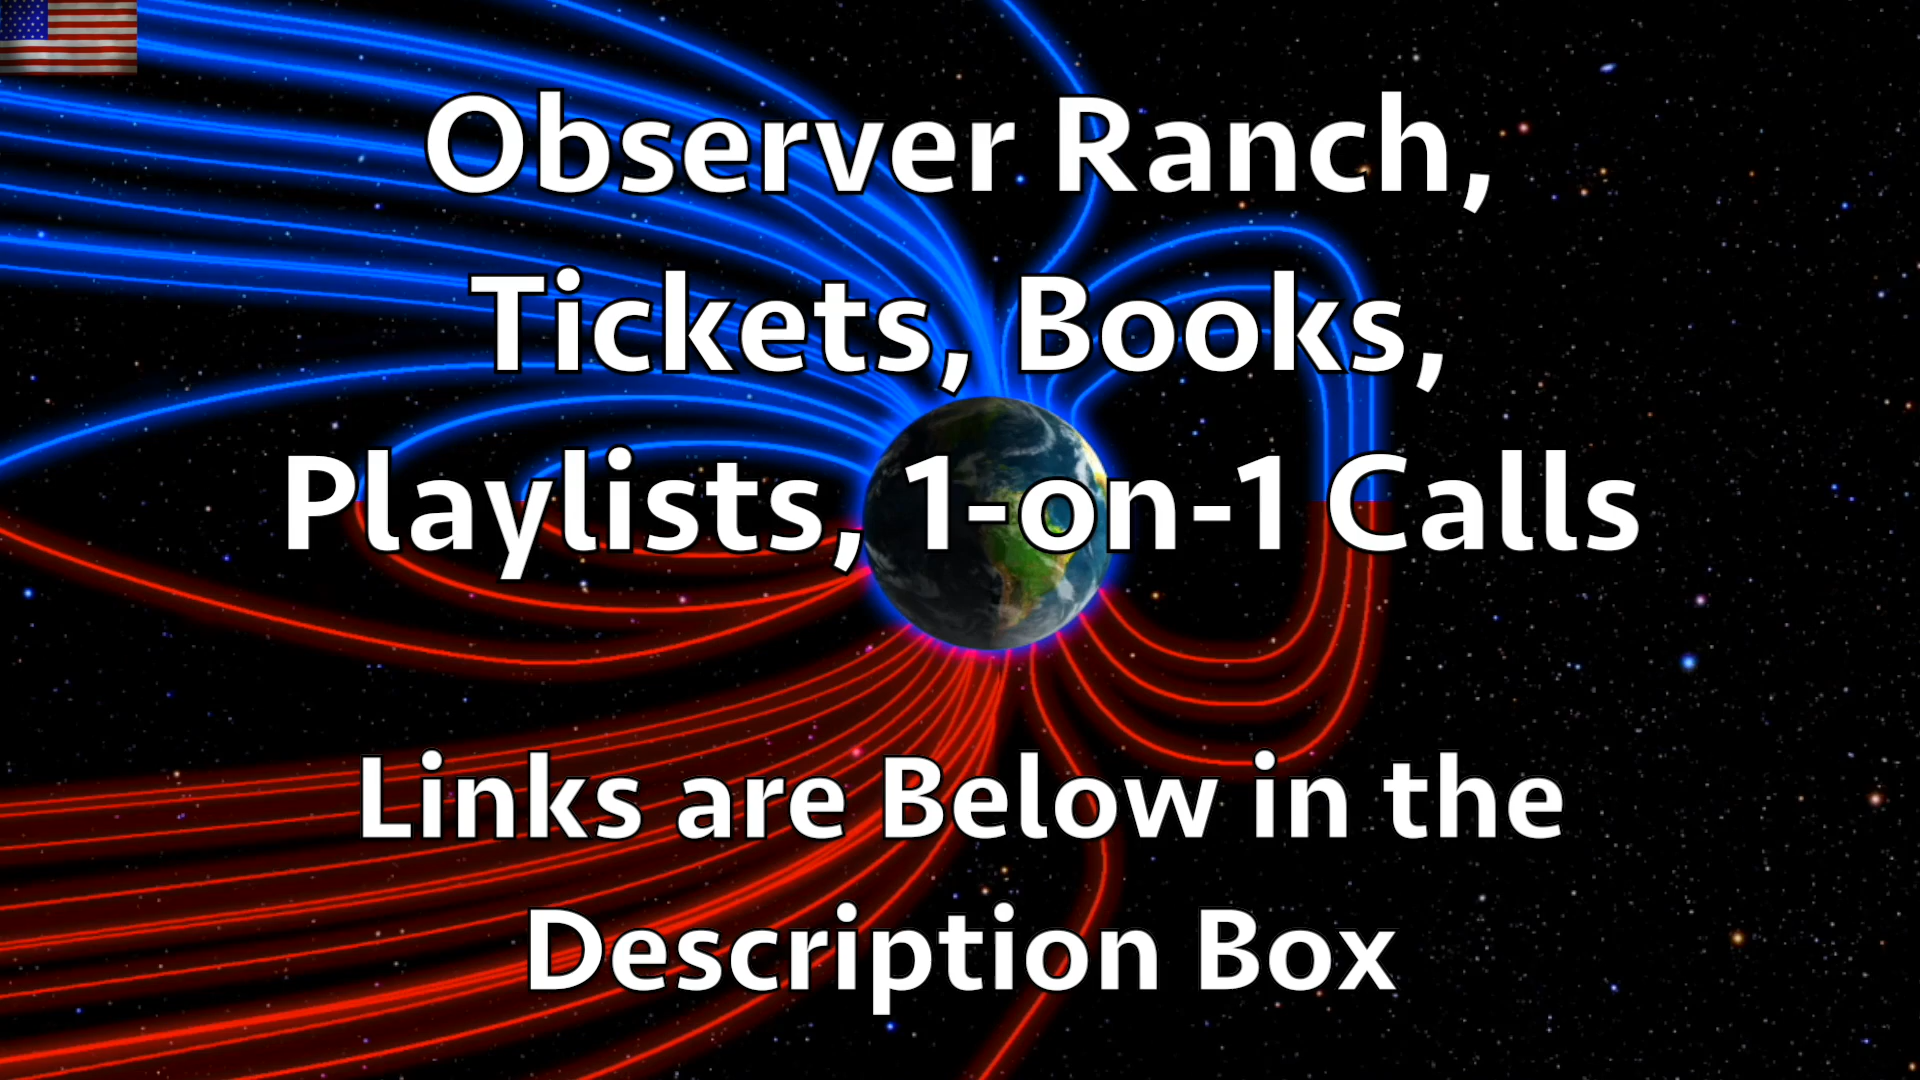 Observer Ranch,
Tickets, Books,
Playlists, 1-on-1 Calls
Links are Below in the
Description Box